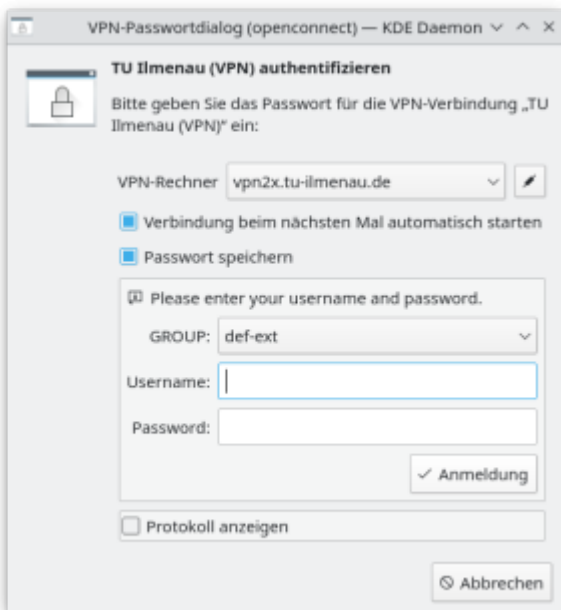 VPN-Passwortdialog (openconnect) — KDE Daemon
TU Ilmenau (VPN) authentifizieren
Bitte geben Sie das Passwort für die VPN-Verbindung „TU
Ilmenau (VPN)“ ein:
VPN-Rechner vpn2x.tu-ilmenau.de
Verbindung beim nächsten Mal automatisch starten
Passwort speichern
Please enter your username and password.
GROUP: def-ext
Username:
Password:
Anmeldung
Protokoll anzeigen
Abbrechen